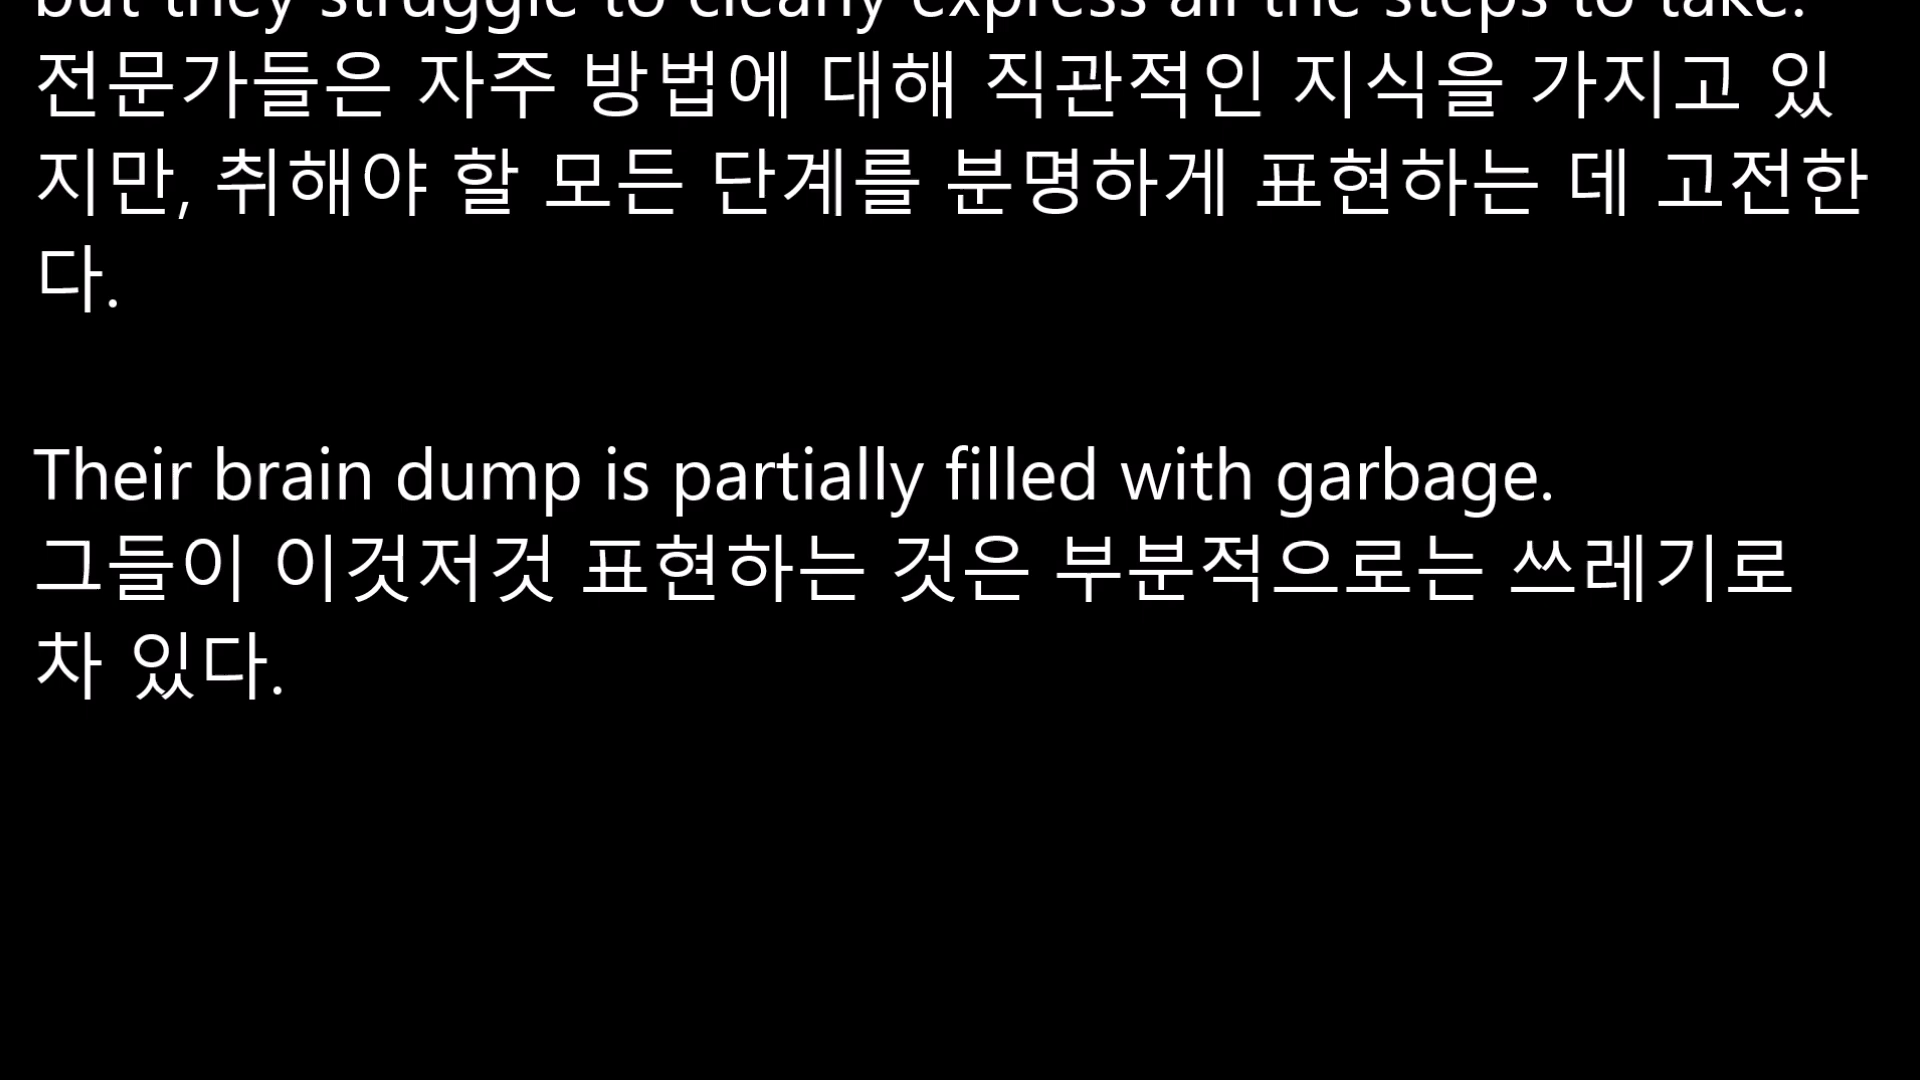 but they struggle to clearly express all the steps to take.
전문가들은 자주 방법에 대해 직관적인 지식을 가지고 있
지만, 취해야 할 모든 단계를 분명하게 표현하는 데 고전한
다.
Their brain dump is partially filled with garbage.
그들이 이것저것 표현하는 것은 부분적으로는 쓰레기로
차 있다.